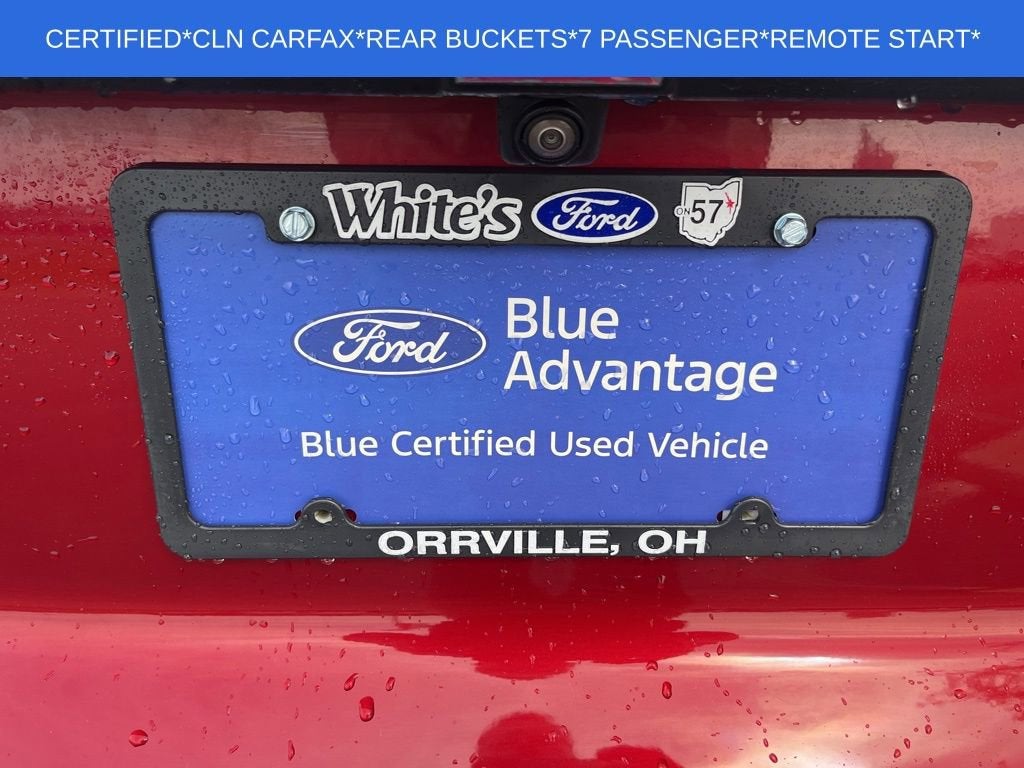 CERTIFIED*CLN CARFAX*REAR BUCKETS*7 PASSENGER*REMOTE START*
White's Ford ON 57
Ford Blue
Advantage
Blue Certified Used Vehicle
ORRVILLE, OH